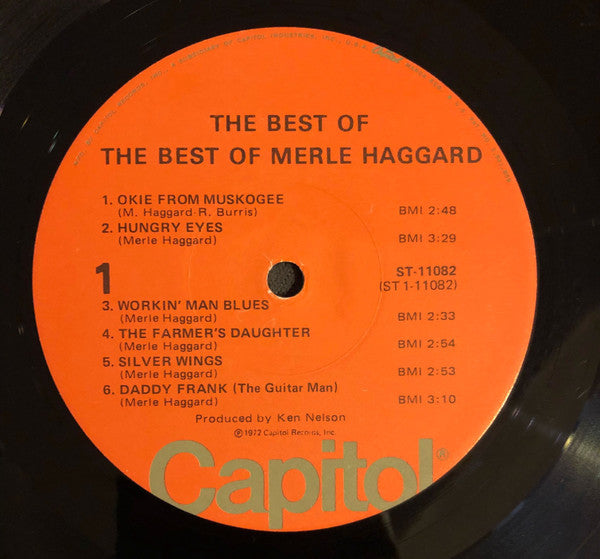 THE BEST OF
THE BEST OF MERLE HAGGARD
1. OKIE FROM MUSKOGEE
(M. Haggard-R. Burris) BMI 2:48
2. HUNGRY EYES
(Merle Haggard) BMI 3:29
1 ST-11082
(ST 1-11082)
3. WORKIN' MAN BLUES
(Merle Haggard) BMI 2:33
4. THE FARMER'S DAUGHTER
(Merle Haggard) BMI 2:54
5. SILVER WINGS
(Merle Haggard) BMI 2:53
6. DADDY FRANK (The Guitar Man)
(Merle Haggard) BMI 3:10
Produced by Ken Nelson
℗1972 Capitol Records, Inc.
Capitol®